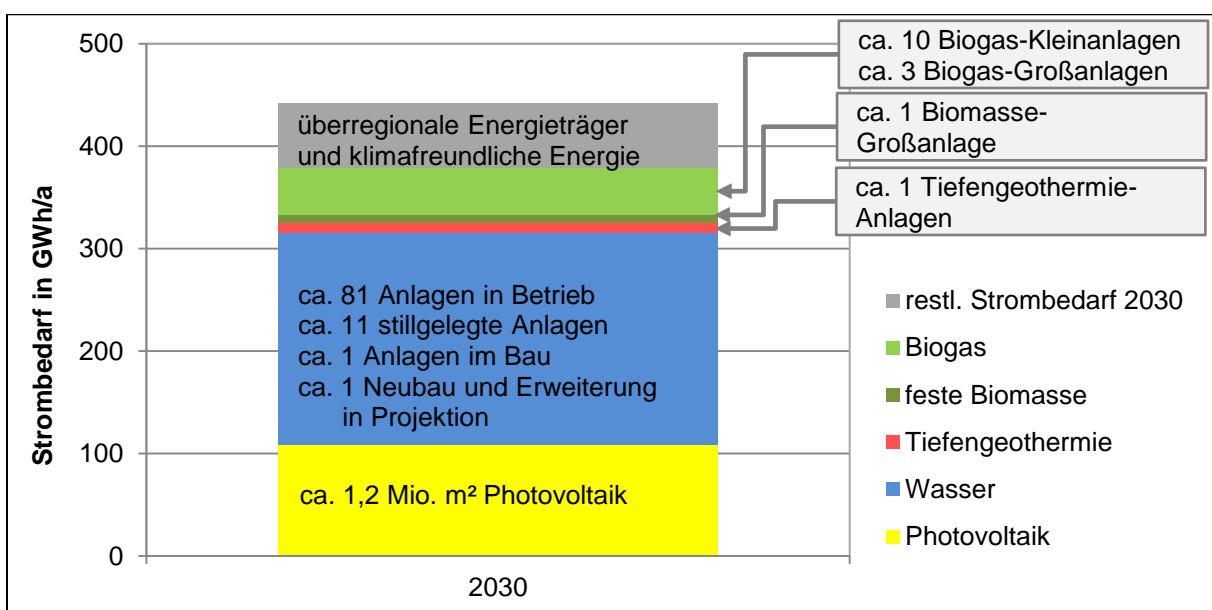 500
400
300
200
100
0
Strombedarf in GWh/a
2030
überregionale Energieträger
und klimafreundliche Energie
ca. 81 Anlagen in Betrieb
ca. 11 stillgelegte Anlagen
ca. 1 Anlagen im Bau
ca. 1 Neubau und Erweiterung
in Projektion
ca. 1,2 Mio. m² Photovoltaik
ca. 10 Biogas-Kleinanlagen
ca. 3 Biogas-Großanlagen
ca. 1 Biomasse-
Großanlage
ca. 1 Tiefengeothermie-
Anlagen
restl. Strombedarf 2030
Biogas
feste Biomasse
Tiefengeothermie
Wasser
Photovoltaik